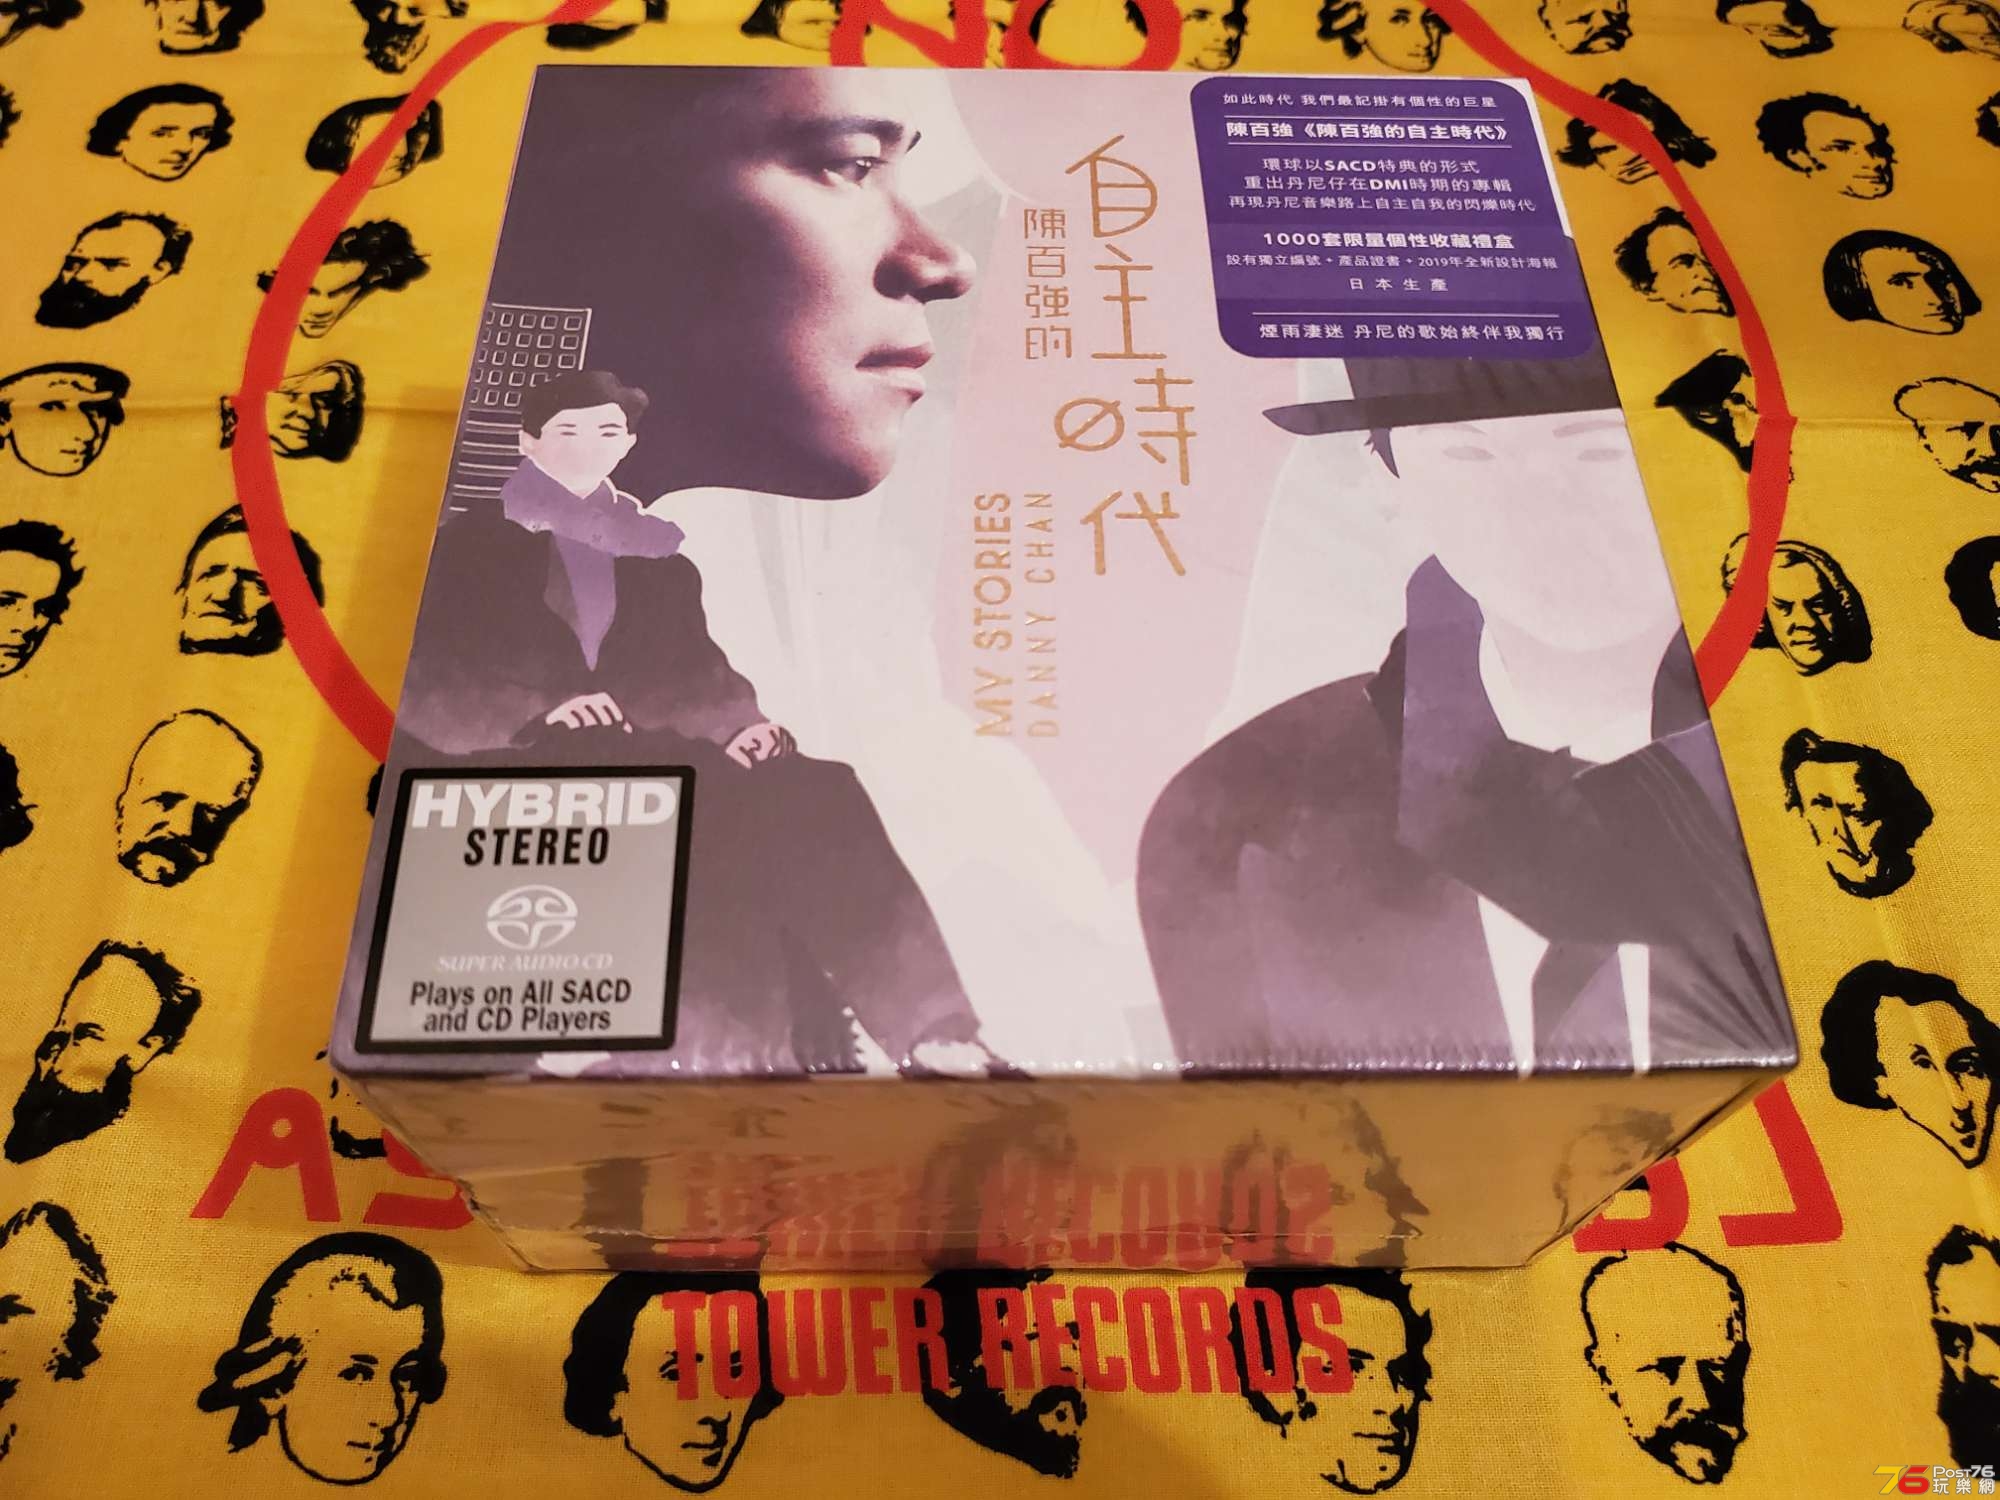 NO
如此時代 我們最記掛有個性的巨星
陳百強《陳百強的自主時代》
環球以SACD特典的形式
重出丹尼仔在DMI時期的專輯
再現丹尼音樂路上自主自我的閃爍時代
1000套限量個性收藏禮盒
設有獨立編號 + 產品證書 + 2019年全新設計海報
日本生產
煙雨淒迷 丹尼的歌始終伴我獨行
自主時代
陳百強的
MY STORIES
DANNY CHAN
HYBRID
STEREO
SUPER AUDIO CD
Plays on All SACD
and CD Players
TOWER RECORDS
76 Post76
玩樂網